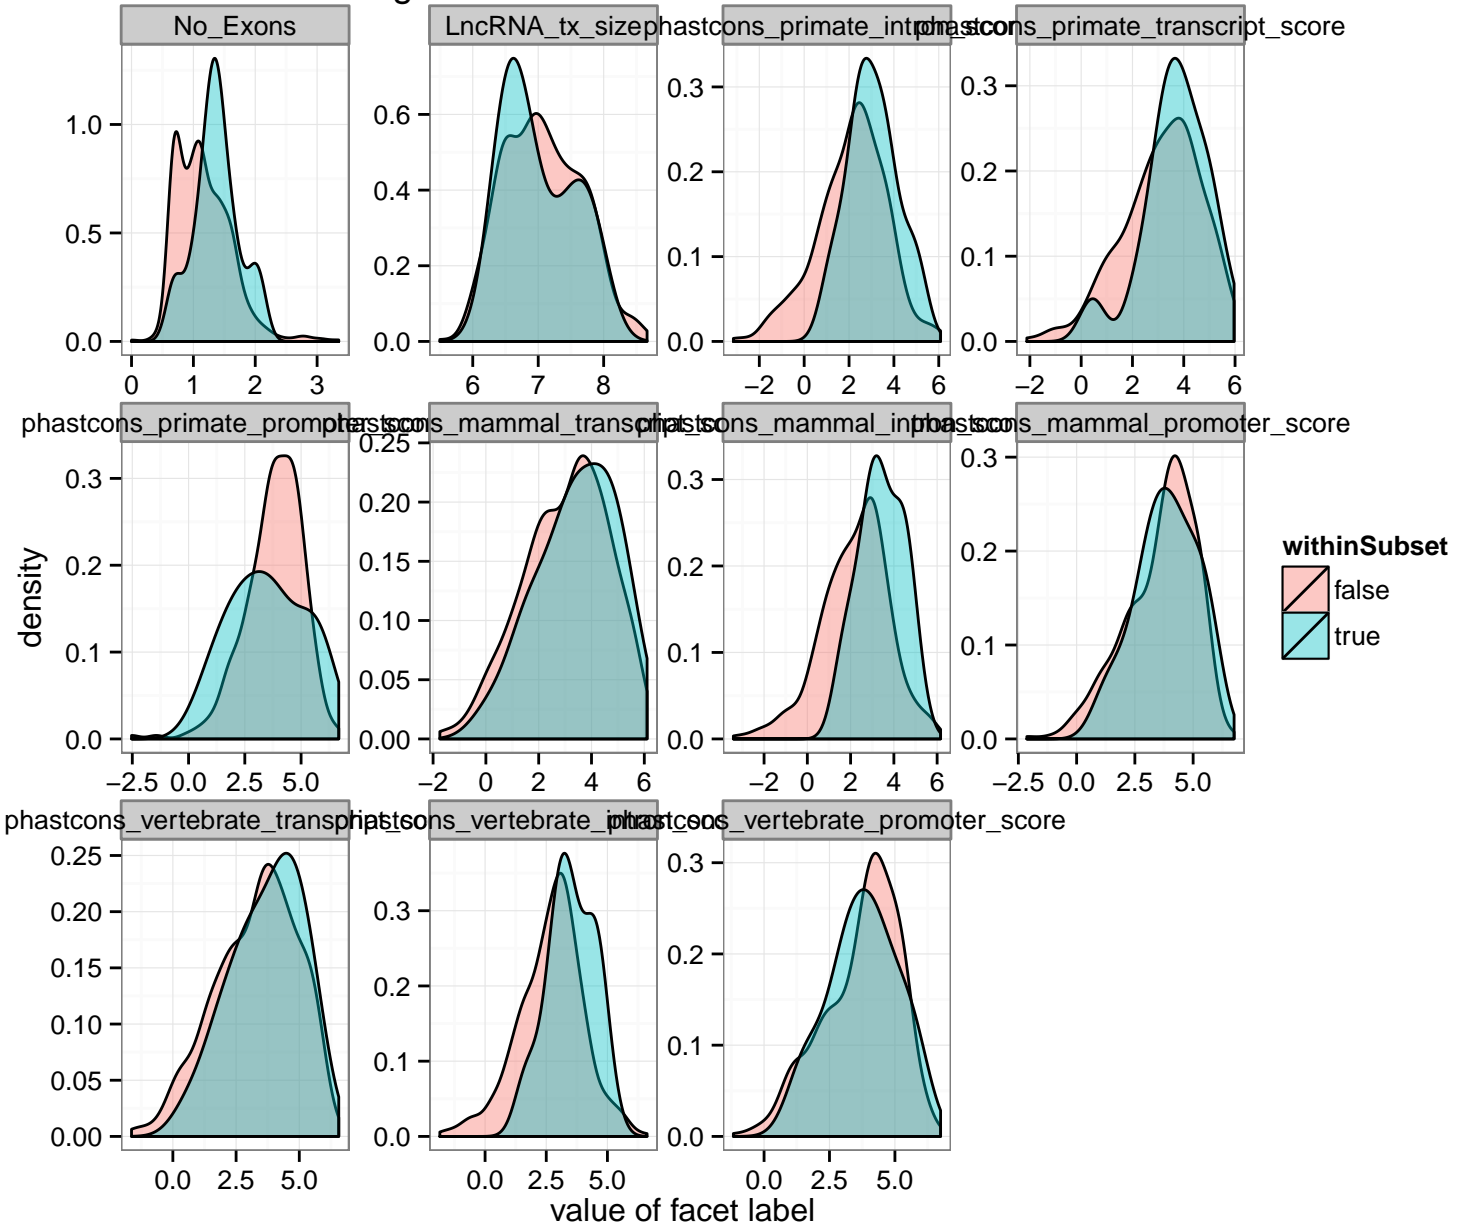 g
No_Exons
LncRNA_tx_size
phastcons_primate_intron_score
phastcons_primate_transcript_score
1.0
0.5
0.0
0.6
0.4
0.2
0.0
0.3
0.2
0.1
0.0
0.3
0.2
0.1
0.0
0 1 2 3
6 7 8
−2 0 2 4 6
−2 0 2 4 6
phastcons_primate_promoter_score
phastcons_mammal_transcript_score
phastcons_mammal_intron_score
phastcons_mammal_promoter_score
0.3
0.2
0.1
0.0
0.25
0.20
0.15
0.10
0.05
0.00
0.3
0.2
0.1
0.0
0.3
0.2
0.1
0.0
−2.5 0.0 2.5 5.0
−2 0 2 4 6
−2 0 2 4 6
−2.5 0.0 2.5 5.0
phastcons_vertebrate_transcript_score
phastcons_vertebrate_intron_score
phastcons_vertebrate_promoter_score
0.25
0.20
0.15
0.10
0.05
0.00
0.3
0.2
0.1
0.0
0.3
0.2
0.1
0.0
0.0 2.5 5.0
0.0 2.5 5.0
0.0 2.5 5.0
value of facet label
density
withinSubset
false
true